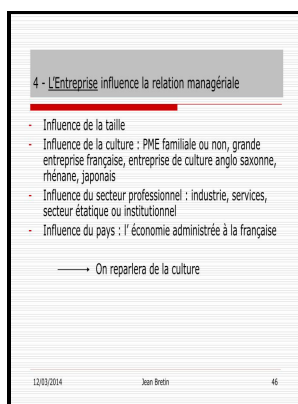 4 - L'Entreprise influence la relation managériale
- Influence de la taille
- Influence de la culture : PME familiale ou non, grande
entreprise française, entreprise de culture anglo saxonne,
rhénane, japonais
- Influence du secteur professionnel : industrie, services,
secteur étatique ou institutionnel
- Influence du pays : l' économie administrée à la française
⟶ On reparlera de la culture
12/03/2014 Jean Bretin 46